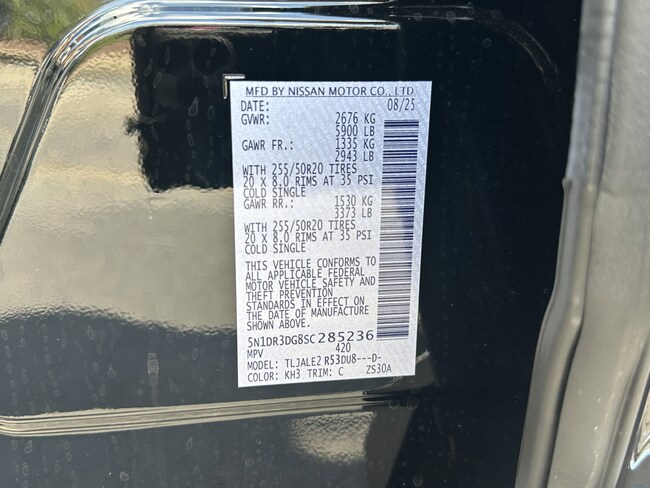 MFD BY NISSAN MOTOR CO., LTD
DATE: 08/25
GVWR: 2676 KG
5900 LB
GAWR FR.: 1335 KG
2943 LB
WITH 255/50R20 TIRES
20 X 8.0 RIMS AT 35 PSI
COLD SINGLE
GAWR RR.: 1530 KG
3373 LB
WITH 255/50R20 TIRES
20 X 8.0 RIMS AT 35 PSI
COLD SINGLE
THIS VEHICLE CONFORMS TO
ALL APPLICABLE FEDERAL
MOTOR VEHICLE SAFETY AND
THEFT PREVENTION
STANDARDS IN EFFECT ON
THE DATE OF MANUFACTURE
SHOWN ABOVE.
5N1DR3DG8SC285236
MPV 420
MODEL: TLJALE2 R53DU8---D-
COLOR: KH3 TRIM: C ZS30A